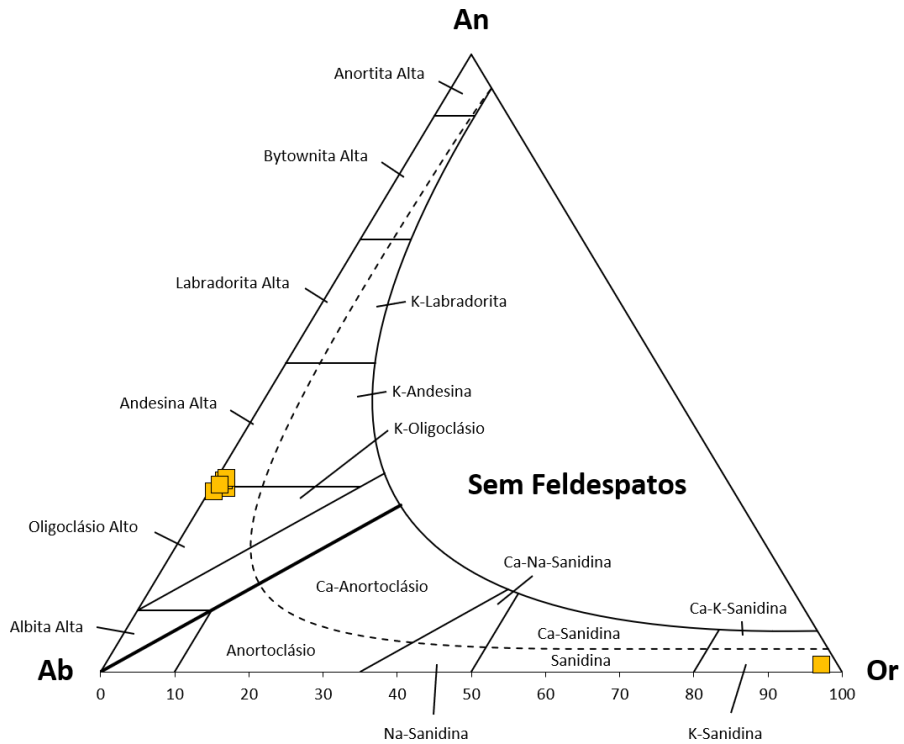 An
Anortita Alta
Bytownita Alta
Labradorita Alta
K-Labradorita
K-Andesina
Andesina Alta
K-Oligoclásio
Sem Feldespatos
Oligoclásio Alto
Ca-Na-Sanidina
Ca-Anortoclásio
Ca-K-Sanidina
Albita Alta
Ca-Sanidina
Anortoclásio
Sanidina
Ab
Or
0 10 20 30 40 50 60 70 80 90 100
Na-Sanidina
K-Sanidina